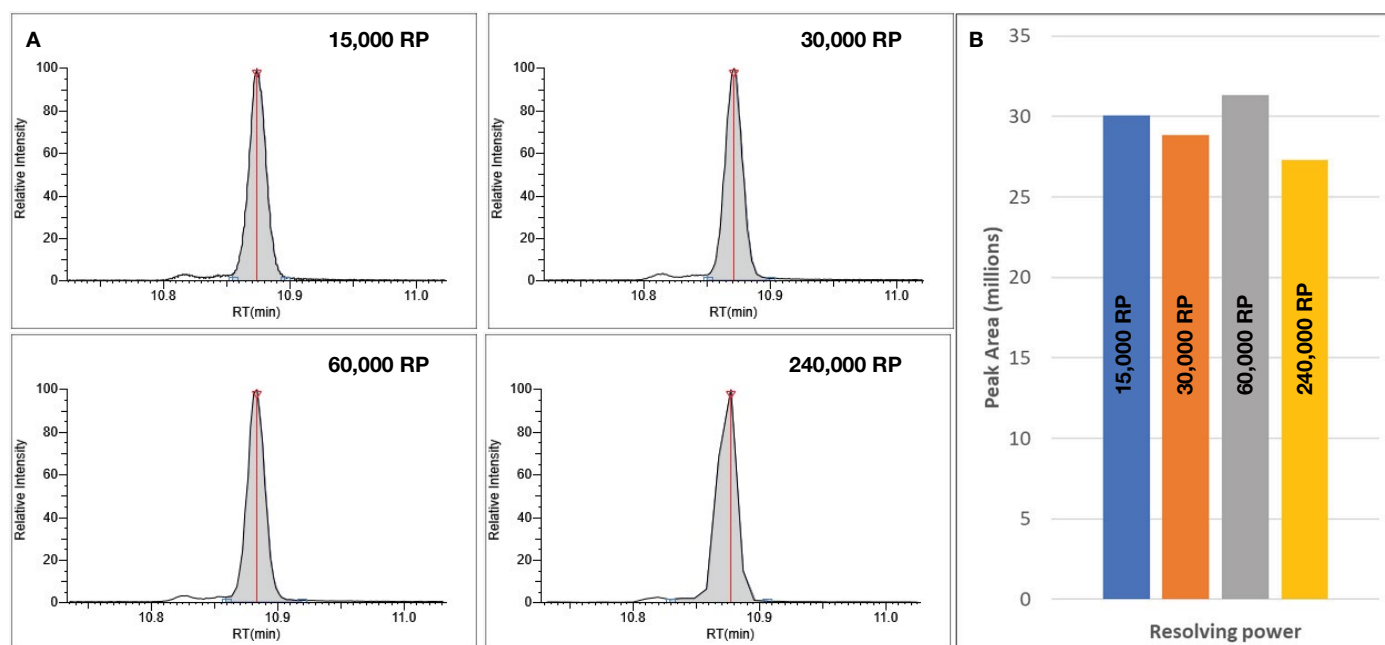 A
15,000 RP
100
80
60
40
20
0
Relative Intensity
10.8
10.9
11.0
RT(min)
30,000 RP
100
80
60
40
20
0
Relative Intensity
10.8
10.9
11.0
RT(min)
60,000 RP
100
80
60
40
20
0
Relative Intensity
10.8
10.9
11.0
RT(min)
240,000 RP
100
80
60
40
20
0
Relative Intensity
10.8
10.9
11.0
RT(min)
B
35
30
25
20
15
10
5
0
Peak Area (millions)
15,000 RP
30,000 RP
60,000 RP
240,000 RP
Resolving power